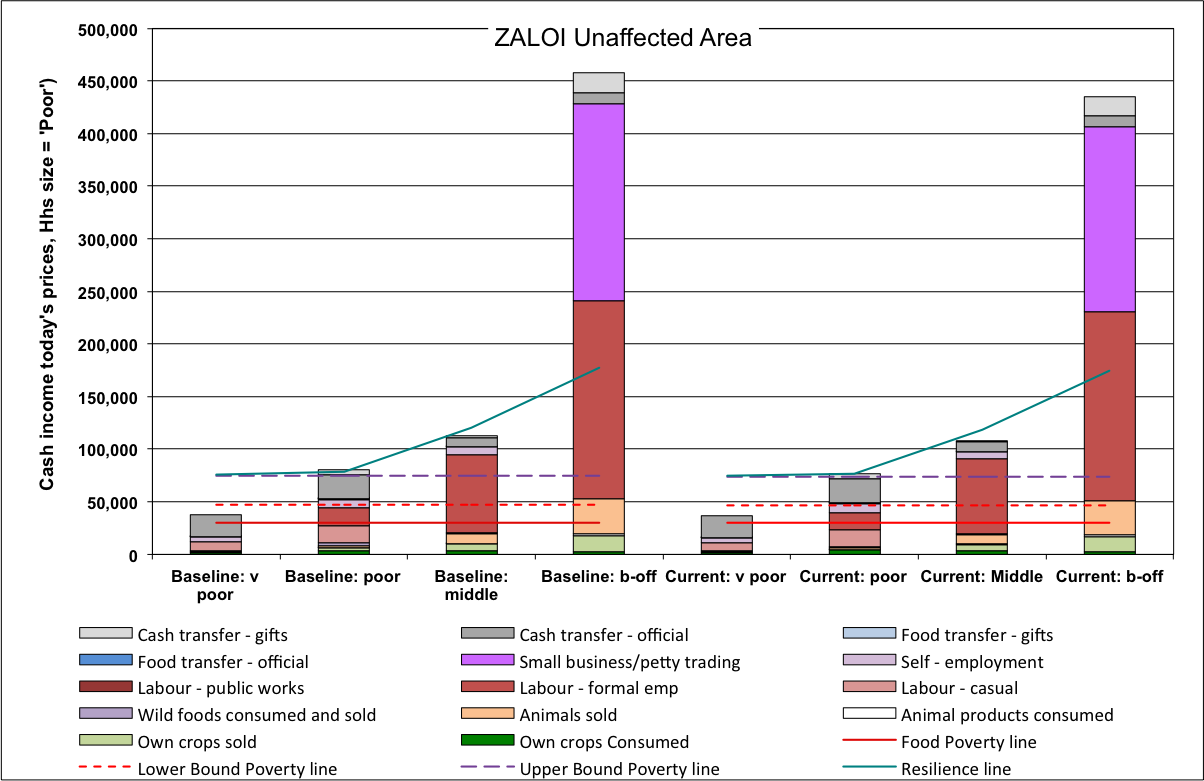 ZALOI Unaffected Area
Cash income today's prices, Hhs size = 'Poor')
500,000
450,000
400,000
350,000
300,000
250,000
200,000
150,000
100,000
50,000
0
Baseline: v poor
Baseline: poor
Baseline: middle
Baseline: b-off
Current: v poor
Current: poor
Current: Middle
Current: b-off
Cash transfer - gifts
Cash transfer - official
Food transfer - gifts
Food transfer - official
Small business/petty trading
Self - employment
Labour - public works
Labour - formal emp
Labour - casual
Wild foods consumed and sold
Animals sold
Animal products consumed
Own crops sold
Own crops Consumed
Food Poverty line
Lower Bound Poverty line
Upper Bound Poverty line
Resilience line